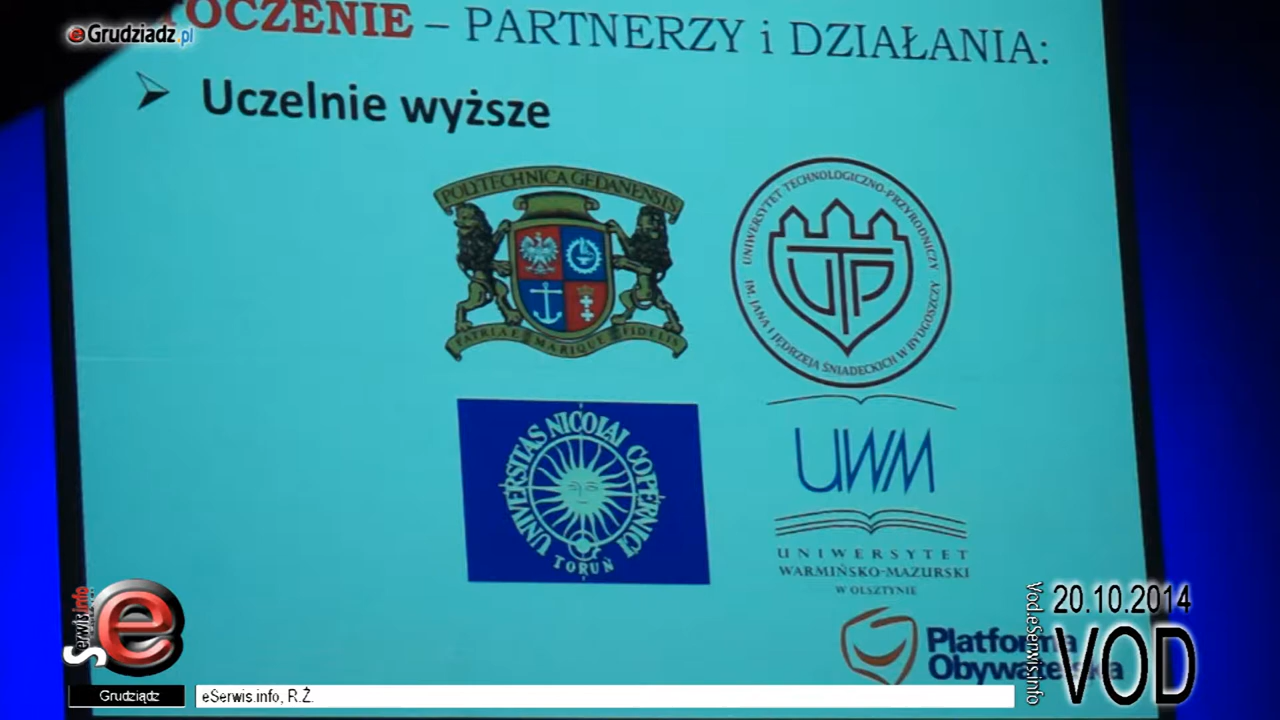 eGrudziadz.pl
OCZENIE – PARTNERZY i DZIAŁANIA:
Uczelnie wyższe
POLYTECHNICA GEDANENSIS
PATRIAE MARIQUE FIDELIS
UNIWERSYTET TECHNOLOGICZNO-PRZYRODNICZY
IM. JANA I JĘDRZEJA ŚNIADECKICH W BYDGOSZCZY
UTP
UNIVERSITAS NICOLAI COPERNICI
TORUŃ
UWM
UNIWERSYTET
WARMIŃSKO-MAZURSKI
W OLSZTYNIE
Platforma
Obywatelska
eSerwis.info
Vod.eSerwis.info
20.10.2014
VOD
Grudziądz
eSerwis.info, R.Ż.